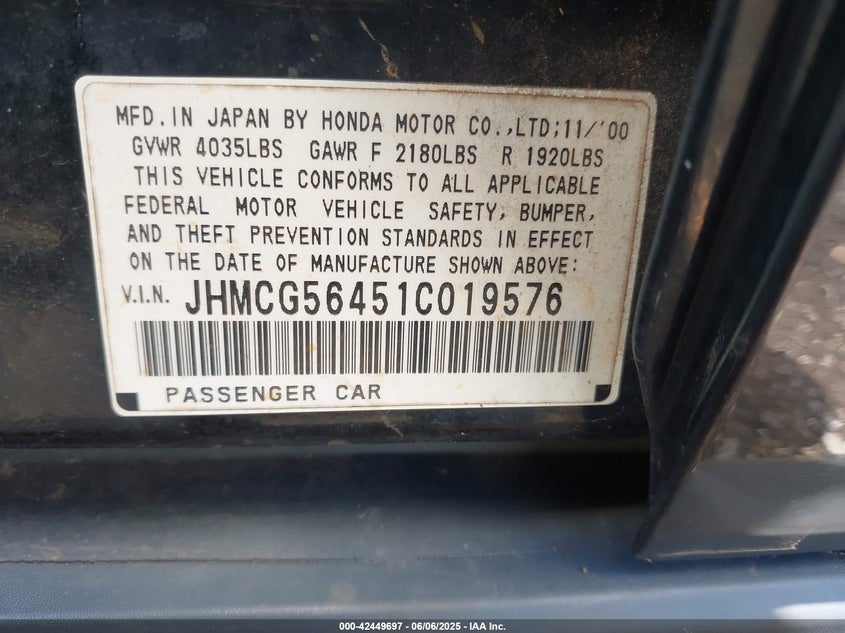 MFD.IN JAPAN BY HONDA MOTOR CO.,LTD;11/'00
GVWR 4035LBS GAWR F 2180LBS R 1920LBS
THIS VEHICLE CONFORMS TO ALL APPLICABLE
FEDERAL MOTOR VEHICLE SAFETY, BUMPER,
AND THEFT PREVENTION STANDARDS IN EFFECT
ON THE DATE OF MANUFACTURE SHOWN ABOVE:
V.I.N. JHMCG56451C019576
PASSENGER CAR
000-42449697 - 06/06/2025 - IAA Inc.